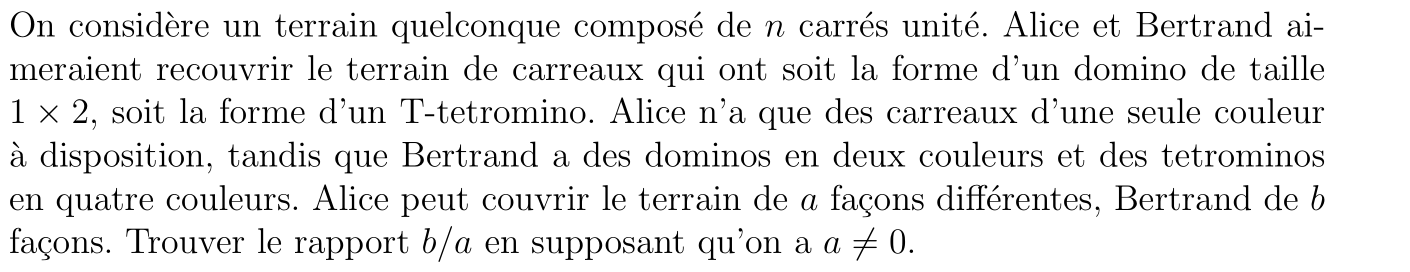 On considère un terrain quelconque composé de n carrés unité. Alice et Bertrand ai-
meraient recouvrir le terrain de carreaux qui ont soit la forme d'un domino de taille
1 × 2, soit la forme d'un T-tetromino. Alice n'a que des carreaux d'une seule couleur
à disposition, tandis que Bertrand a des dominos en deux couleurs et des tetrominos
en quatre couleurs. Alice peut couvrir le terrain de a façons différentes, Bertrand de b
façons. Trouver le rapport b/a en supposant qu'on a a ≠ 0.